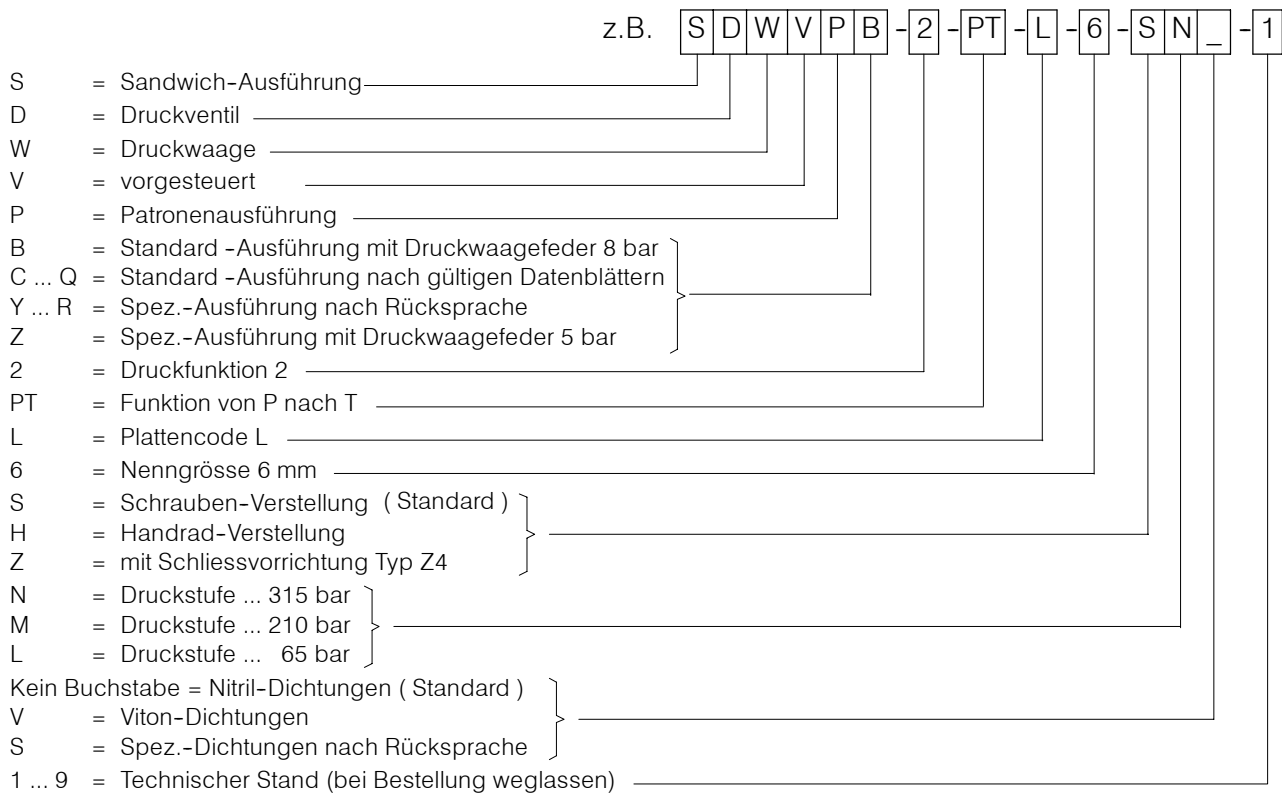 z.B. S D W V P B - 2 - PT - L - 6 - S N _ - 1
S = Sandwich-Ausführung
D = Druckventil
W = Druckwaage
V = vorgesteuert
P = Patronenausführung
B = Standard -Ausführung mit Druckwaagefeder 8 bar
C ... Q = Standard -Ausführung nach gültigen Datenblättern
Y ... R = Spez.-Ausführung nach Rücksprache
Z = Spez.-Ausführung mit Druckwaagefeder 5 bar
2 = Druckfunktion 2
PT = Funktion von P nach T
L = Plattencode L
6 = Nenngrösse 6 mm
S = Schrauben-Verstellung ( Standard )
H = Handrad-Verstellung
Z = mit Schliessvorrichtung Typ Z4
N = Druckstufe ... 315 bar
M = Druckstufe ... 210 bar
L = Druckstufe ... 65 bar
Kein Buchstabe = Nitril-Dichtungen ( Standard )
V = Viton-Dichtungen
S = Spez.-Dichtungen nach Rücksprache
1 ... 9 = Technischer Stand (bei Bestellung weglassen)